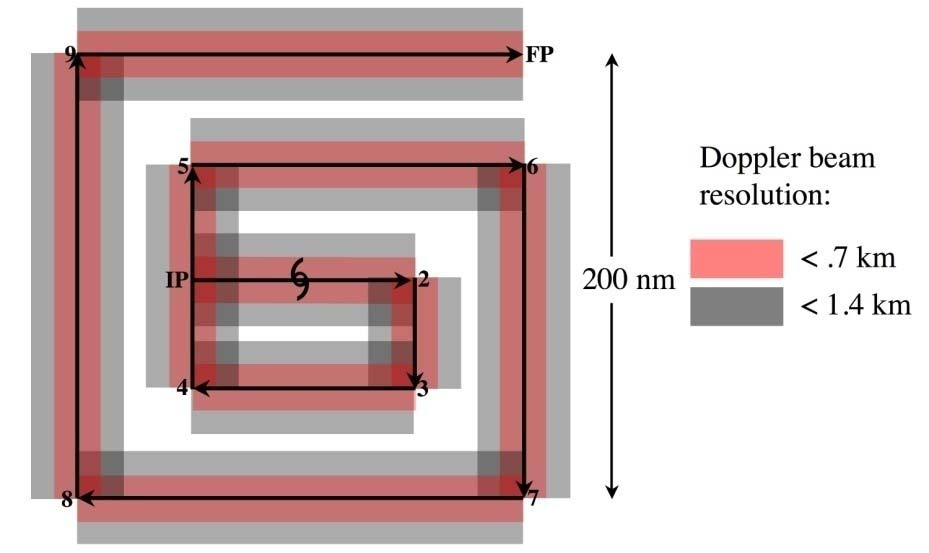 9
FP
5
6
Doppler beam
resolution:
IP
2
200 nm
< .7 km
< 1.4 km
4
3
8
7